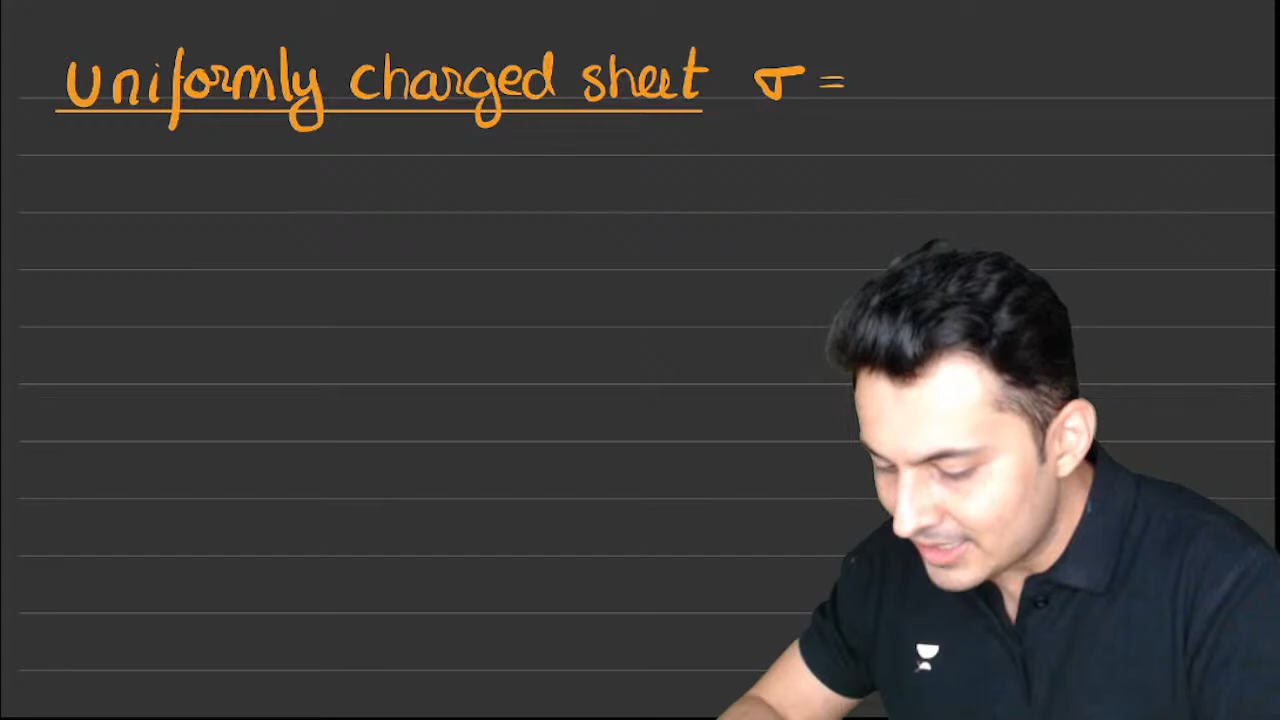 Uniformly charged sheet σ =